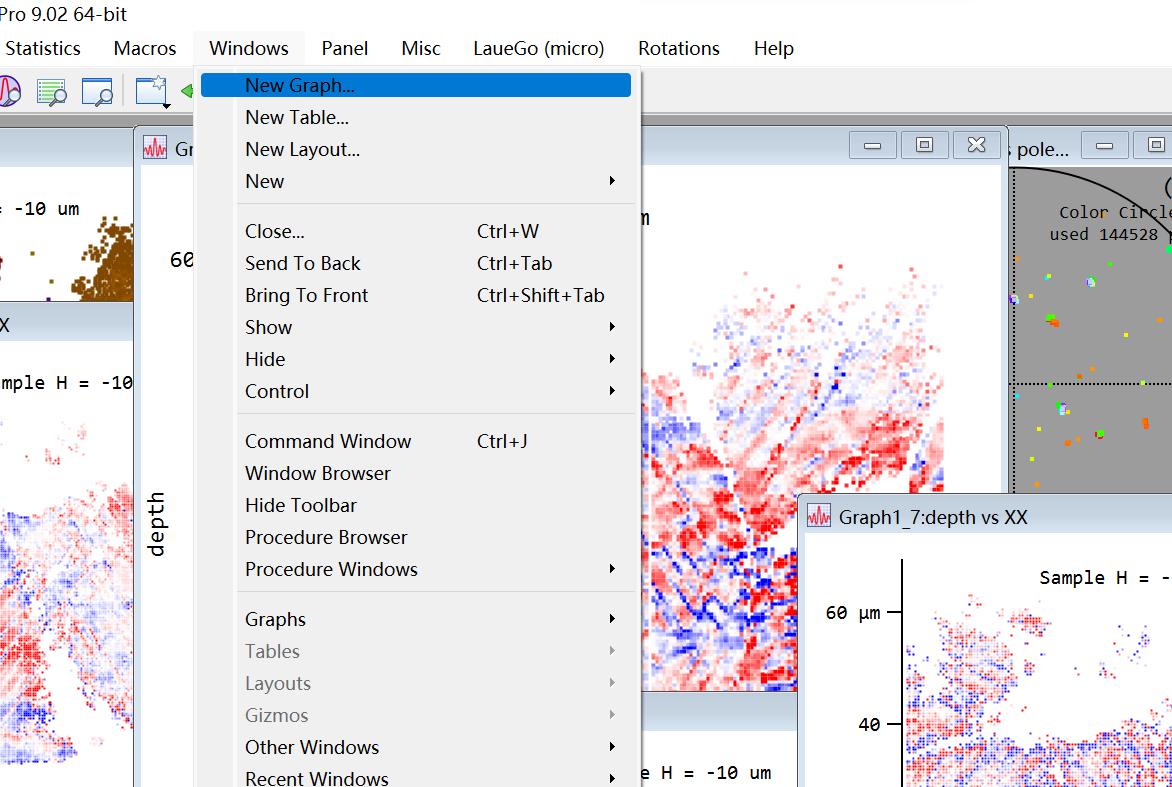 Pro 9.02 64-bit
Statistics Macros Windows Panel Misc LaueGo (micro) Rotations Help
New Graph...
New Table...
New Layout...
New
Close... Ctrl+W
Send To Back Ctrl+Tab
Bring To Front Ctrl+Shift+Tab
Show
Hide
Control
Command Window Ctrl+J
Window Browser
Hide Toolbar
Procedure Browser
Procedure Windows
Graphs
Tables
Layouts
Gizmos
Other Windows
Recent Windows
= -10 um
X
mple H = -10
Gr
60
depth
m
e H = -10 um
s pole...
Color Circle
used 144528
Graph1_7:depth vs XX
Sample H = -
60 µm
40